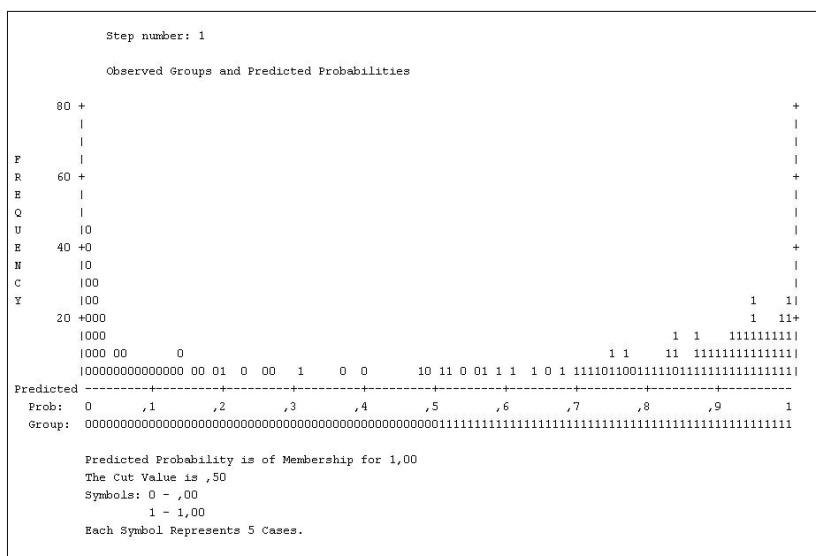 Step number: 1
Observed Groups and Predicted Probabilities
80 +                                                                                                    +
   |                                                                                                    |
   |                                                                                                    |
F  |                                                                                                    |
R 60 +                                                                                                    +
E  |                                                                                                    |
Q  |                                                                                                    |
U  |0                                                                                                   |
E 40 +0                                                                                                   +
N  |0                                                                                                   |
C  |00                                                                                                  |
Y  |00                                                                                            1    1|
20 +000                                                                                           1   11+
|000                                                                                1  1    111111111|
|000 00       0                                                            1 1     11  11111111111111|
|00000000000000 00 01  0  00   1     0  0        10 11 0 01 1 1  1 0 1 1111011001111101111111111111111|
Predicted ----------------------------------------------------------------------------------------------------
Prob: 0 ,1 ,2 ,3 ,4 ,5 ,6 ,7 ,8 ,9 1
Group: 0000000000000000000000000000000000000000000000000011111111111111111111111111111111111111111111111111
Predicted Probability is of Membership for 1,00
The Cut Value is ,50
Symbols: 0 - ,00
1 - 1,00
Each Symbol Represents 5 Cases.